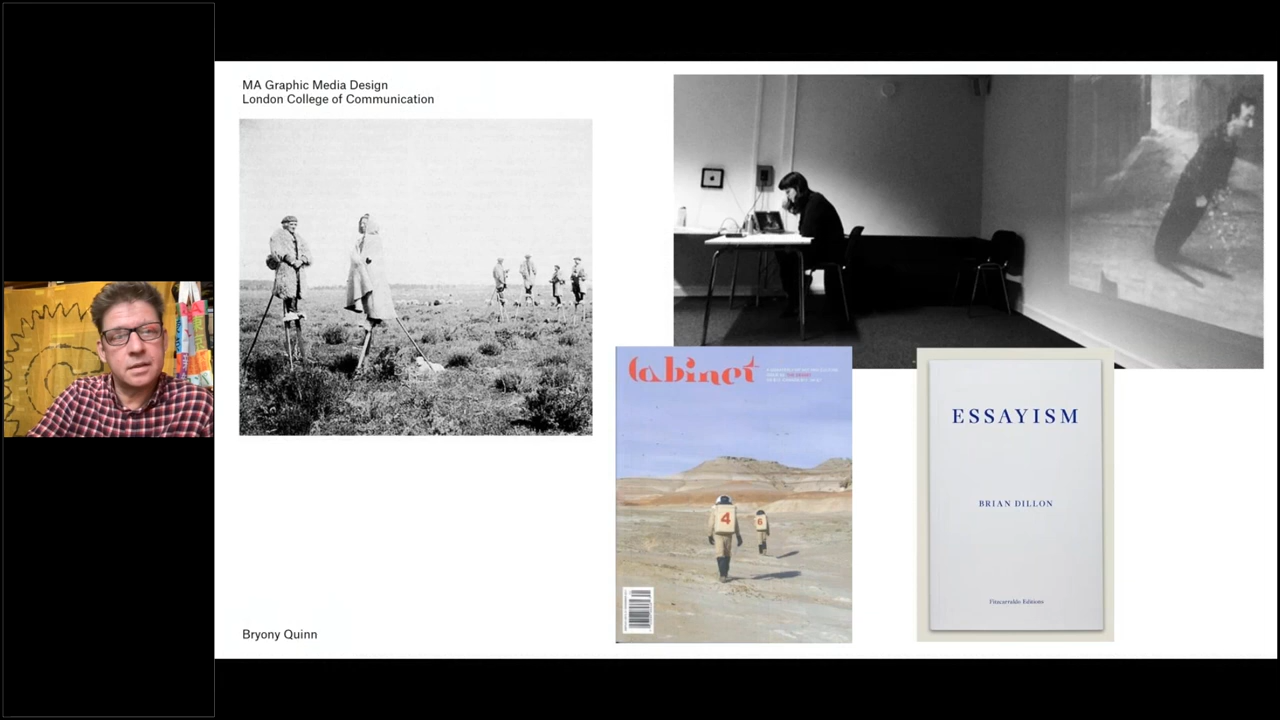 MA Graphic Media Design
London College of Communication
Cabinet
4
6
ESSAYISM
BRIAN DILLON
Fitzcarraldo Editions
Bryony Quinn